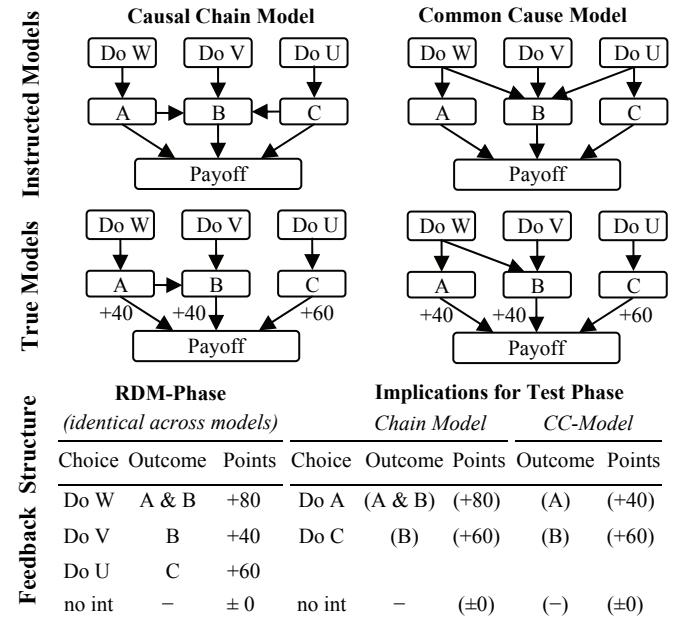 Causal Chain Model Common Cause Model
Instructed Models
Do W Do V Do U Do W Do V Do U
A B C A B C
Payoff Payoff
True Models
Do W Do V Do U Do W Do V Do U
A B C A B C
+40 +40 +60 +40 +40 +60
Payoff Payoff
Feedback Structure
RDM-Phase Implications for Test Phase
(identical across models) Chain Model CC-Model
Choice Outcome Points Choice Outcome Points Outcome Points
Do W A & B +80 Do A (A & B) (+80) (A) (+40)
Do V B +40 Do C (B) (+60) (B) (+60)
Do U C +60
no int − ± 0 no int − (±0) (−) (±0)